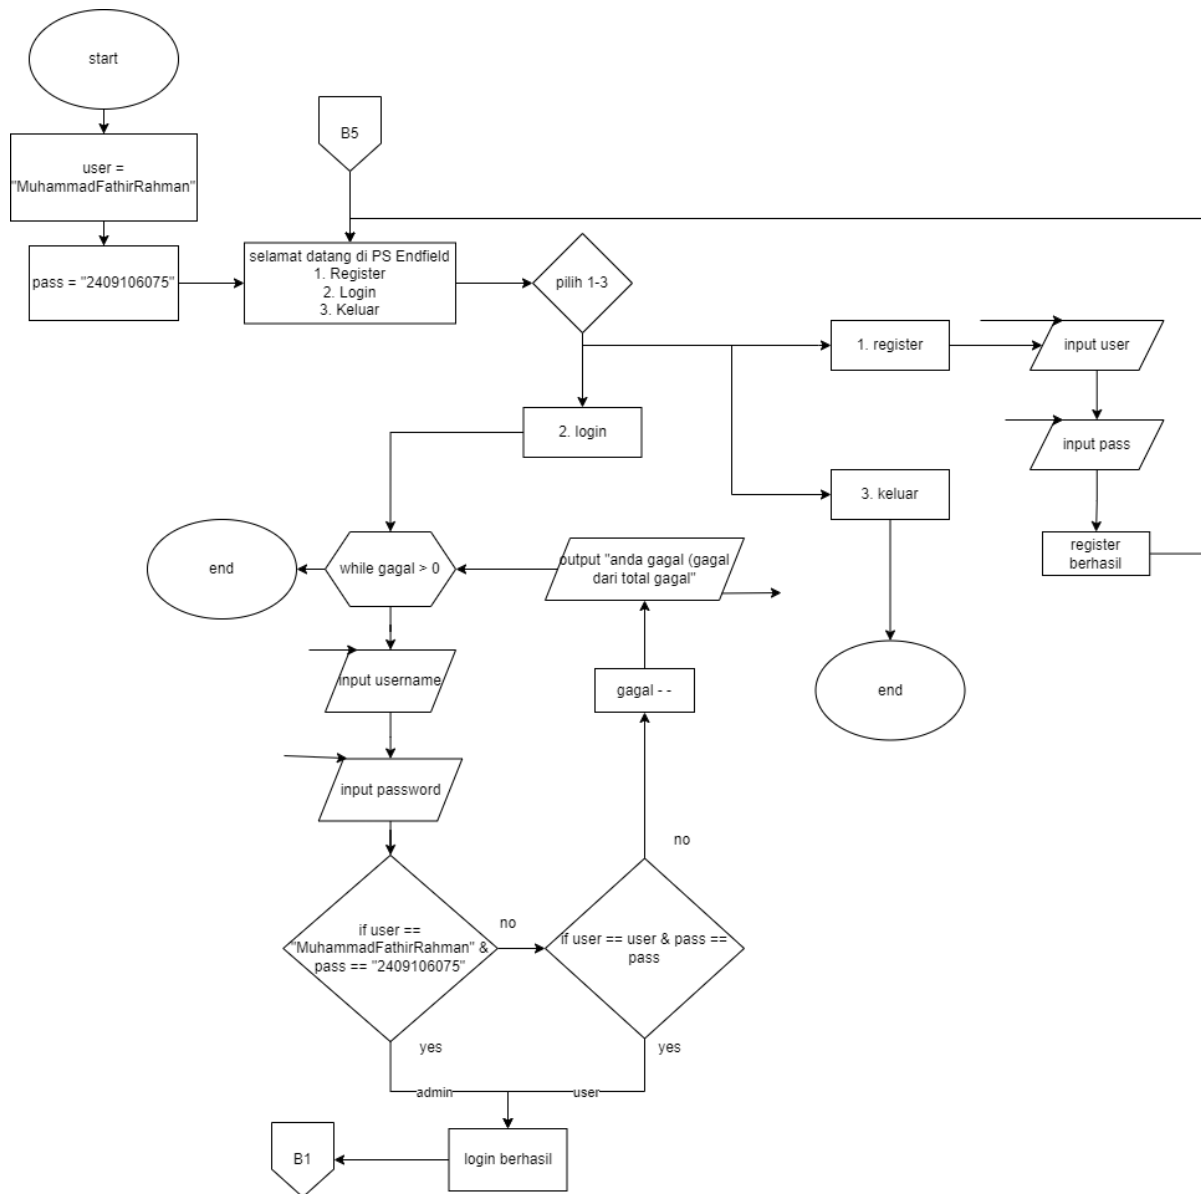 start
user =
"MuhammadFathirRahman"
pass = "2409106075"
B5
selamat datang di PS Endfield
1. Register
2. Login
3. Keluar
pilih 1-3
1. register
input user
input pass
register
berhasil
2. login
3. keluar
end
end
while gagal > 0
output "anda gagal (gagal
dari total gagal"
input username
gagal - -
input password
no
if user ==
"MuhammadFathirRahman" &
pass == "2409106075"
no
if user == user & pass ==
pass
yes
yes
admin
user
login berhasil
B1